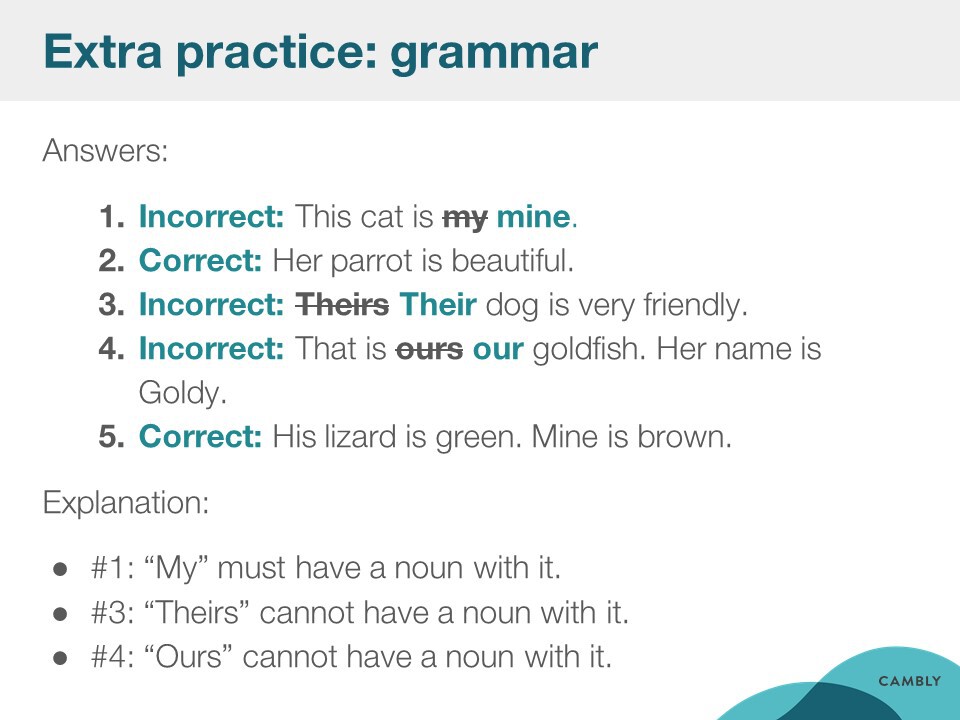 Extra practice: grammar
Answers:
1. Incorrect: This cat is my mine.
2. Correct: Her parrot is beautiful.
3. Incorrect: Theirs Their dog is very friendly.
4. Incorrect: That is ours our goldfish. Her name is
Goldy.
5. Correct: His lizard is green. Mine is brown.
Explanation:
● #1: “My” must have a noun with it.
● #3: “Theirs” cannot have a noun with it.
● #4: “Ours” cannot have a noun with it.
CAMBLY